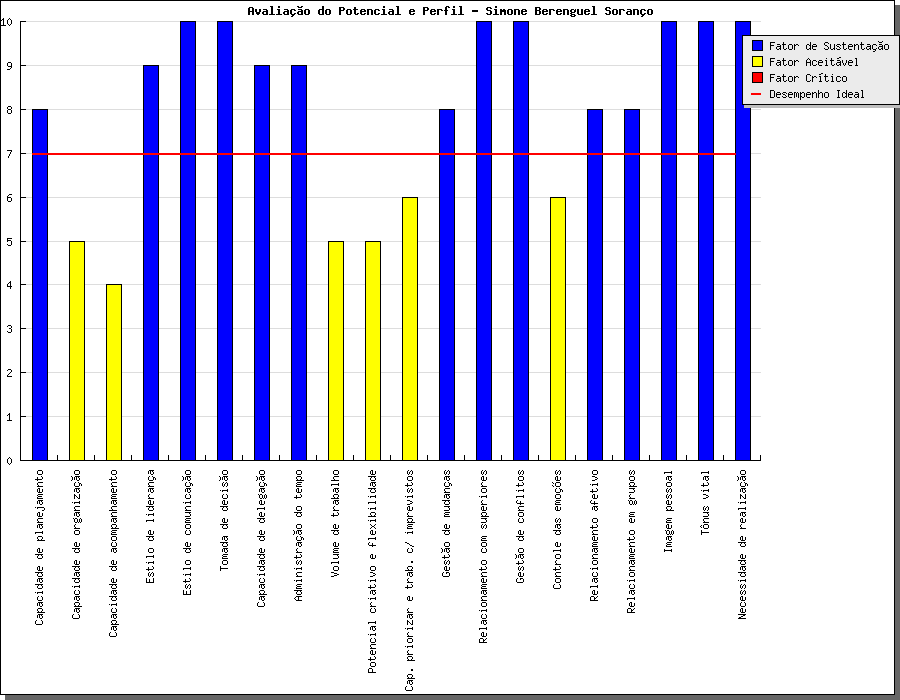 Avaliação do Potencial e Perfil - Simone Berenguel Soranço
Fator de Sustentação
Fator Aceitável
Fator Crítico
Desempenho Ideal
10
9
8
7
6
5
4
3
2
1
0
Capacidade de planejamento
Capacidade de organização
Capacidade de acompanhamento
Estilo de liderança
Estilo de comunicação
Tomada de decisão
Capacidade de delegação
Administração do tempo
Volume de trabalho
Potencial criativo e flexibilidade
Cap. priorizar e trab. c/ imprevistos
Gestão de mudanças
Relacionamento com superiores
Gestão de conflitos
Controle das emoções
Relacionamento afetivo
Relacionamento em grupos
Imagem pessoal
Tônus vital
Necessidade de realização